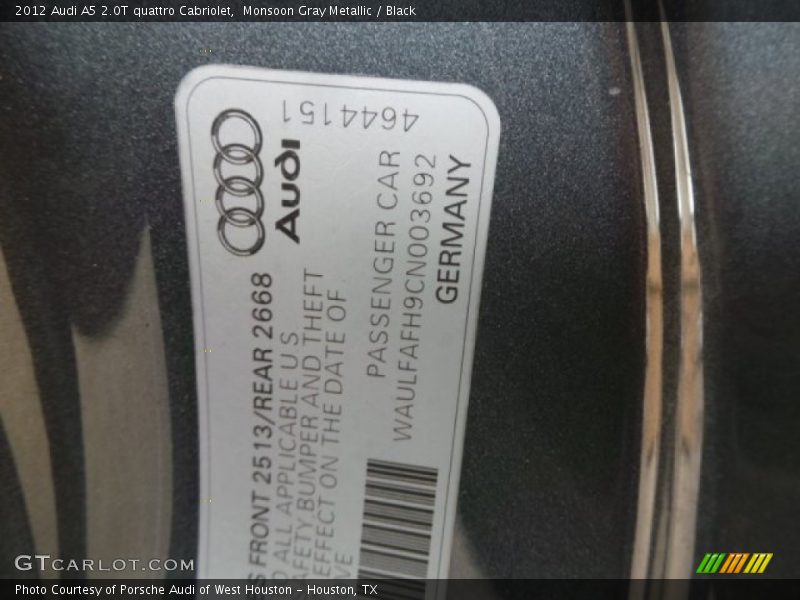 2012 Audi A5 2.0T quattro Cabriolet, Monsoon Gray Metallic / Black
4644151
Audi
S FRONT 2513/REAR 2668
ALL APPLICABLE U S
BUMPER AND THEFT
EFFECT ON THE DATE OF
PASSENGER CAR
WAULFAFH9CN003692
GERMANY
GTCARLOT.COM
Photo Courtesy of Porsche Audi of West Houston - Houston, TX